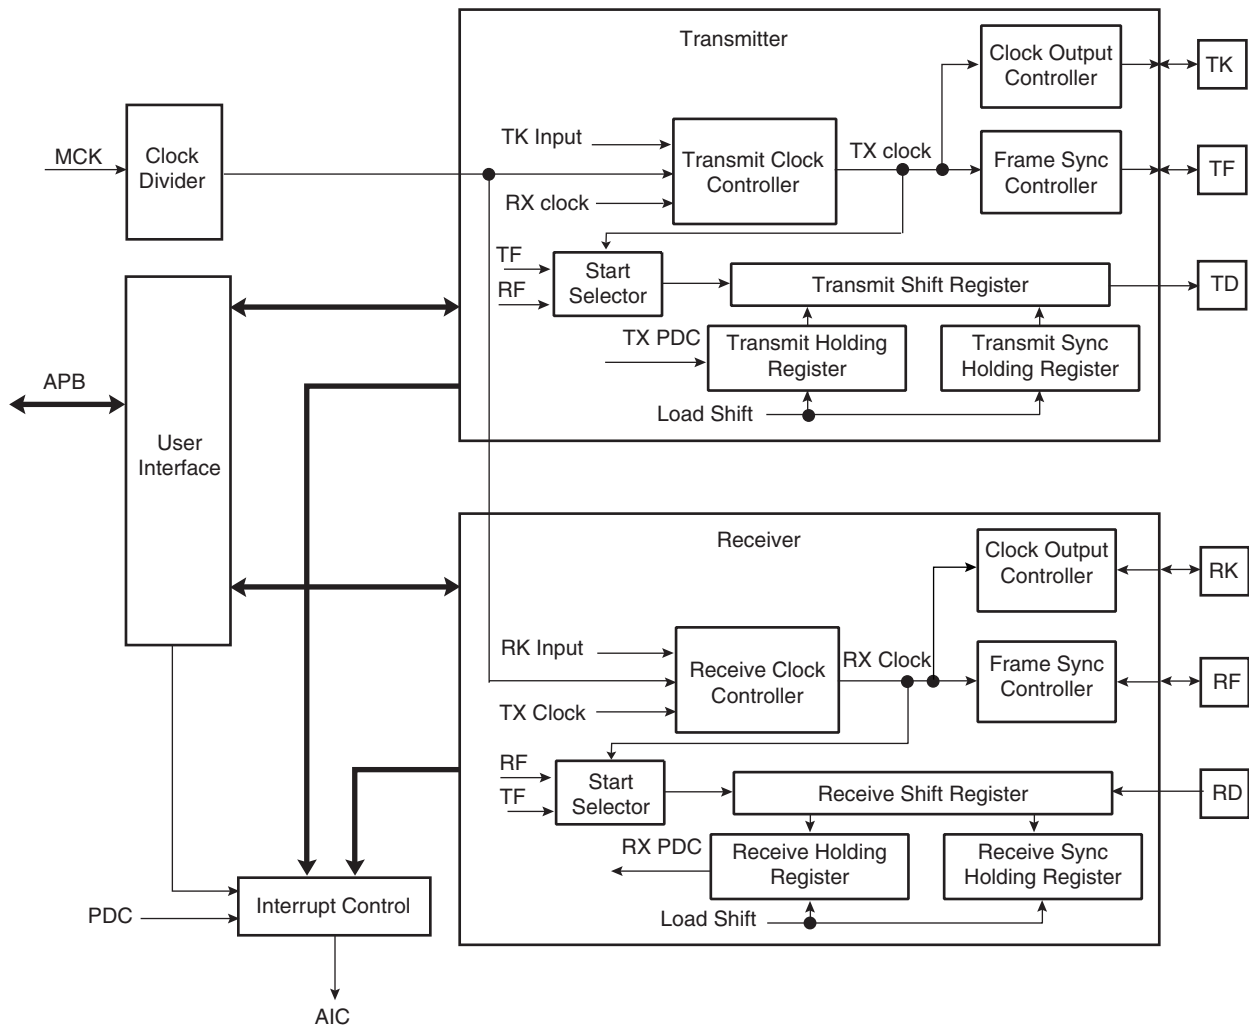 Transmitter
Clock Output
Controller
TK
MCK
Clock
Divider
TK Input
Transmit Clock
Controller
RX clock
TX clock
Frame Sync
Controller
TF
TF
RF
Start
Selector
Transmit Shift Register
TD
TX PDC
Transmit Holding
Register
Transmit Sync
Holding Register
Load Shift
APB
User
Interface
Receiver
Clock Output
Controller
RK
RK Input
Receive Clock
Controller
TX Clock
RX Clock
Frame Sync
Controller
RF
RF
TF
Start
Selector
Receive Shift Register
RD
RX PDC
Receive Holding
Register
Receive Sync
Holding Register
Load Shift
PDC
Interrupt Control
AIC